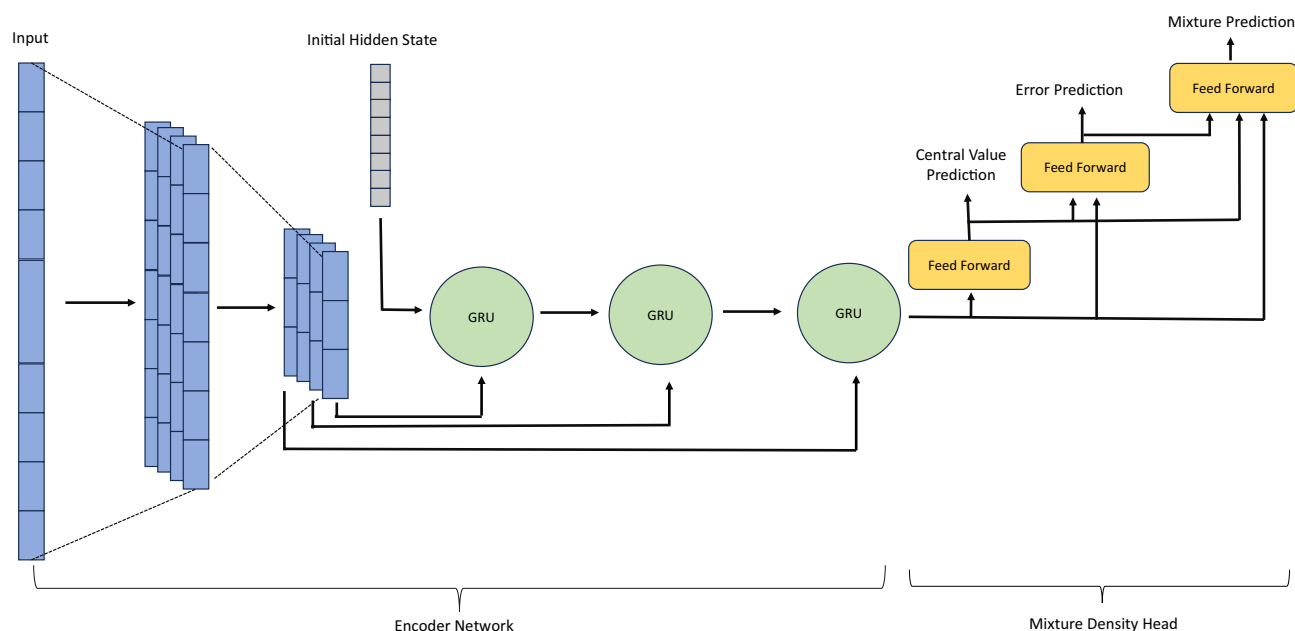 Input
Initial Hidden State
Mixture Prediction
Feed Forward
Error Prediction
Feed Forward
Central Value
Prediction
Feed Forward
GRU
GRU
GRU
Encoder Network
Mixture Density Head